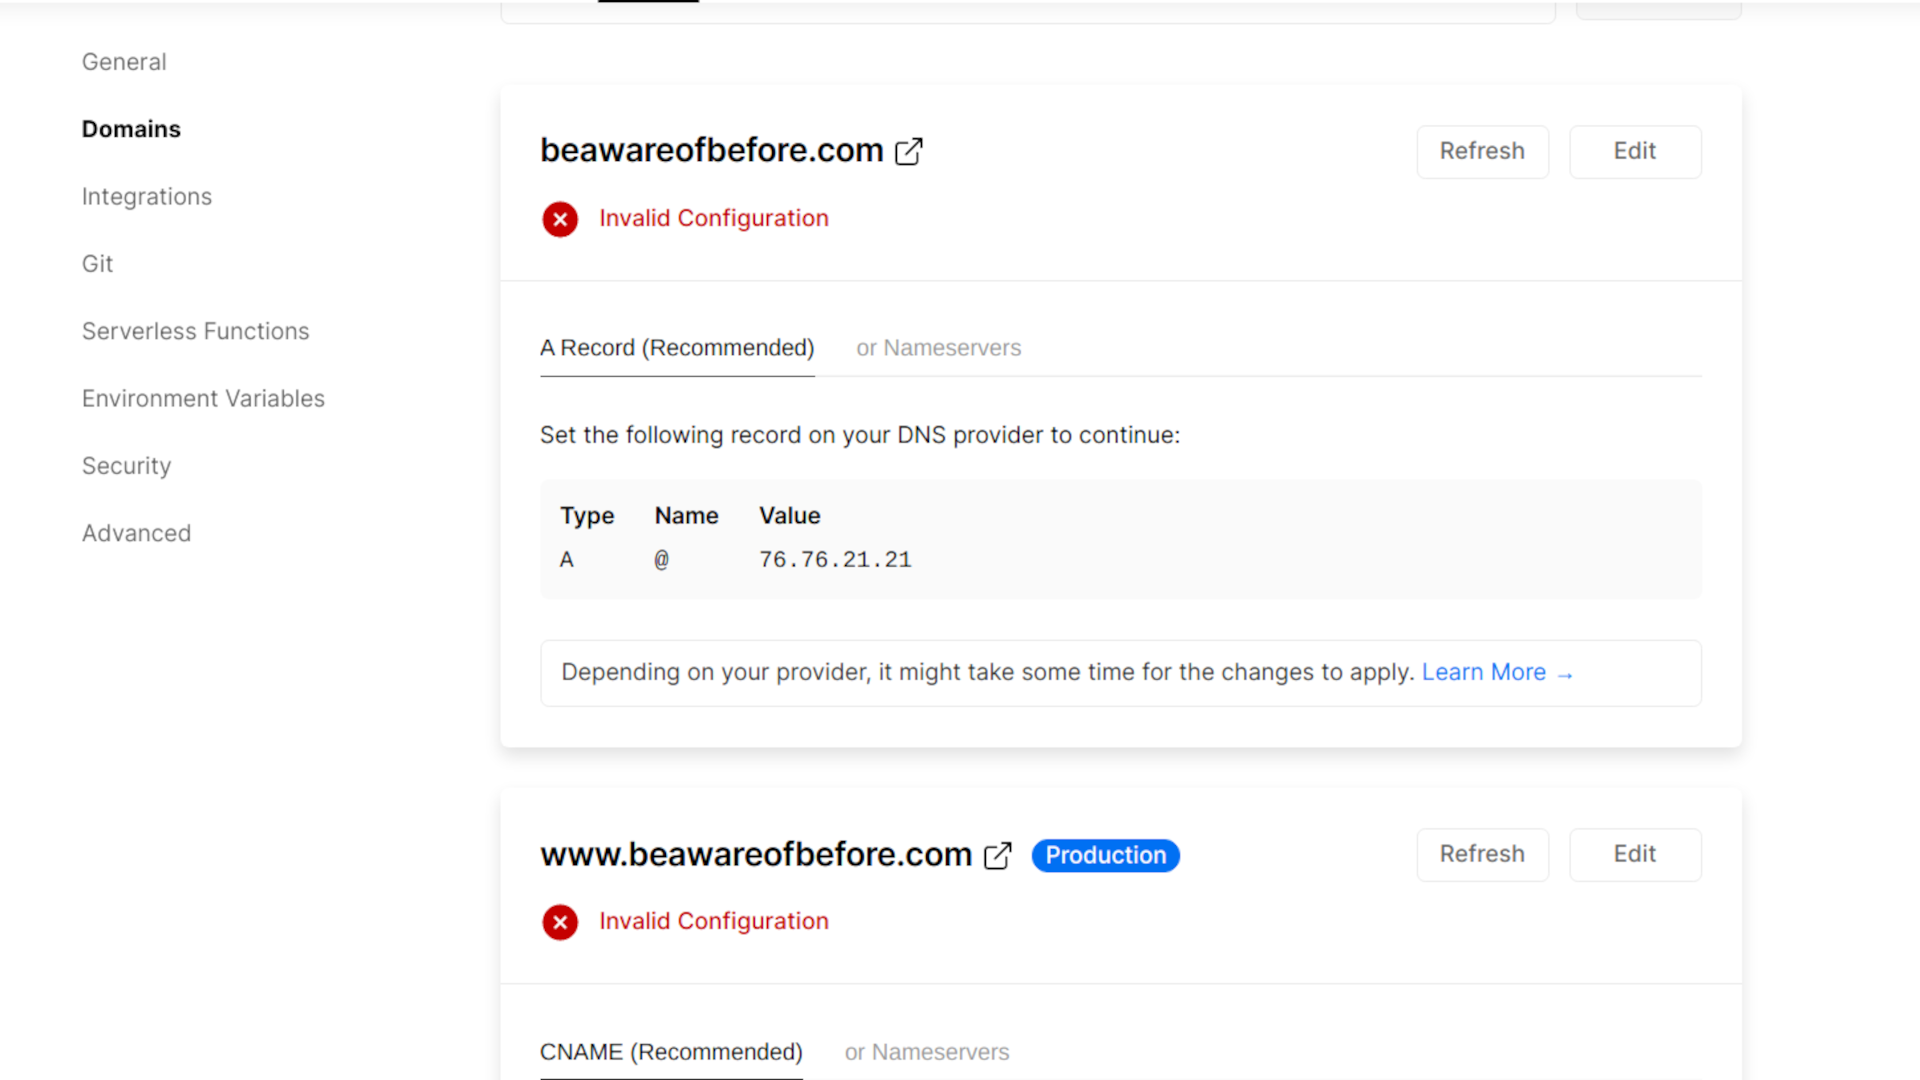 General
Domains
Integrations
Git
Serverless Functions
Environment Variables
Security
Advanced
beawareofbefore.com
Refresh
Edit
Invalid Configuration
A Record (Recommended)
or Nameservers
Set the following record on your DNS provider to continue:
Type Name Value
A @ 76.76.21.21
Depending on your provider, it might take some time for the changes to apply. Learn More →
www.beawareofbefore.com
Production
Refresh
Edit
Invalid Configuration
CNAME (Recommended)
or Nameservers